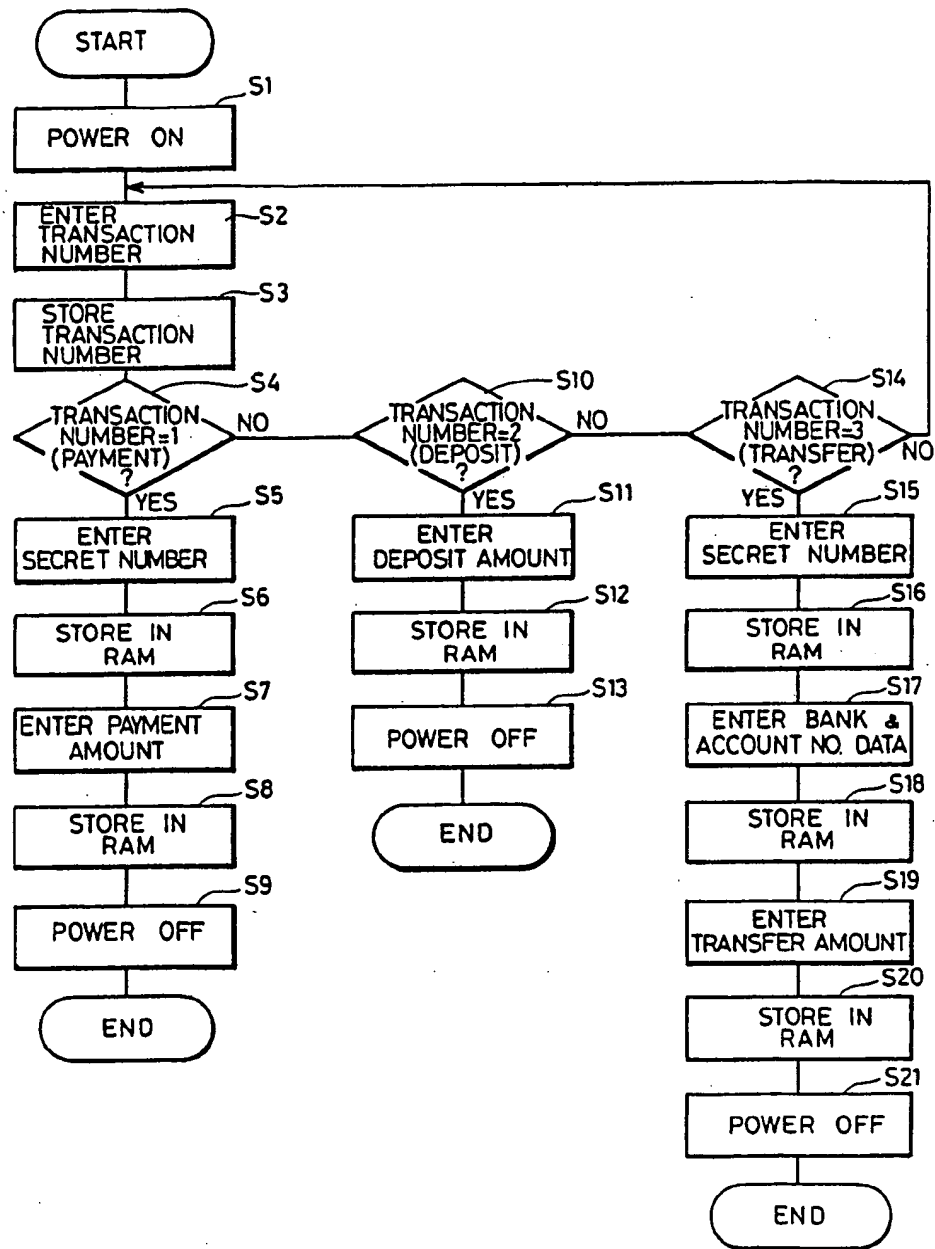 START
S1
POWER ON
S2
ENTER
TRANSACTION
NUMBER
S3
STORE
TRANSACTION
NUMBER
S4
TRANSACTION
NUMBER=1
(PAYMENT)
?
NO
YES
S5
ENTER
SECRET NUMBER
S6
STORE IN
RAM
S7
ENTER PAYMENT
AMOUNT
S8
STORE IN
RAM
S9
POWER OFF
END
S10
TRANSACTION
NUMBER=2
(DEPOSIT)
?
NO
YES
S11
ENTER
DEPOSIT AMOUNT
S12
STORE IN
RAM
S13
POWER OFF
END
S14
TRANSACTION
NUMBER=3
(TRANSFER)
?
NO
YES
S15
ENTER
SECRET NUMBER
S16
STORE IN
RAM
S17
ENTER BANK &
ACCOUNT NO. DATA
S18
STORE IN
RAM
S19
ENTER
TRANSFER AMOUNT
S20
STORE IN
RAM
S21
POWER OFF
END